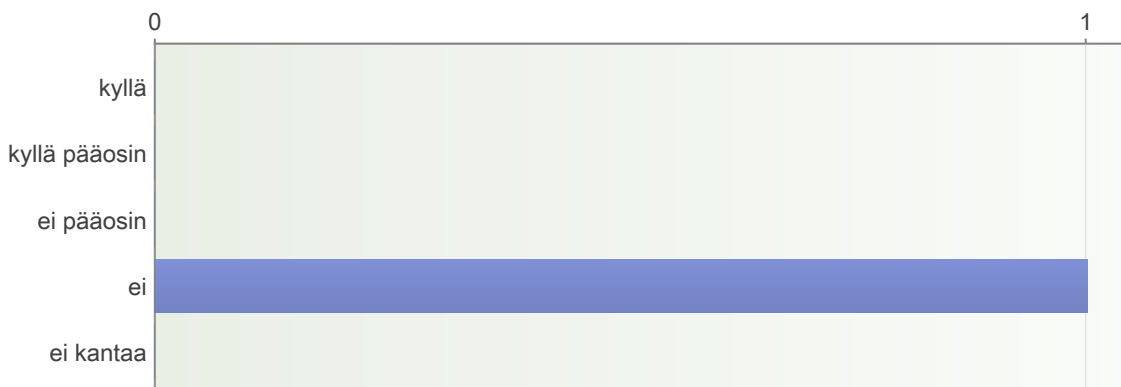 0 1
kyllä
kyllä pääosin
ei pääosin
ei
ei kantaa